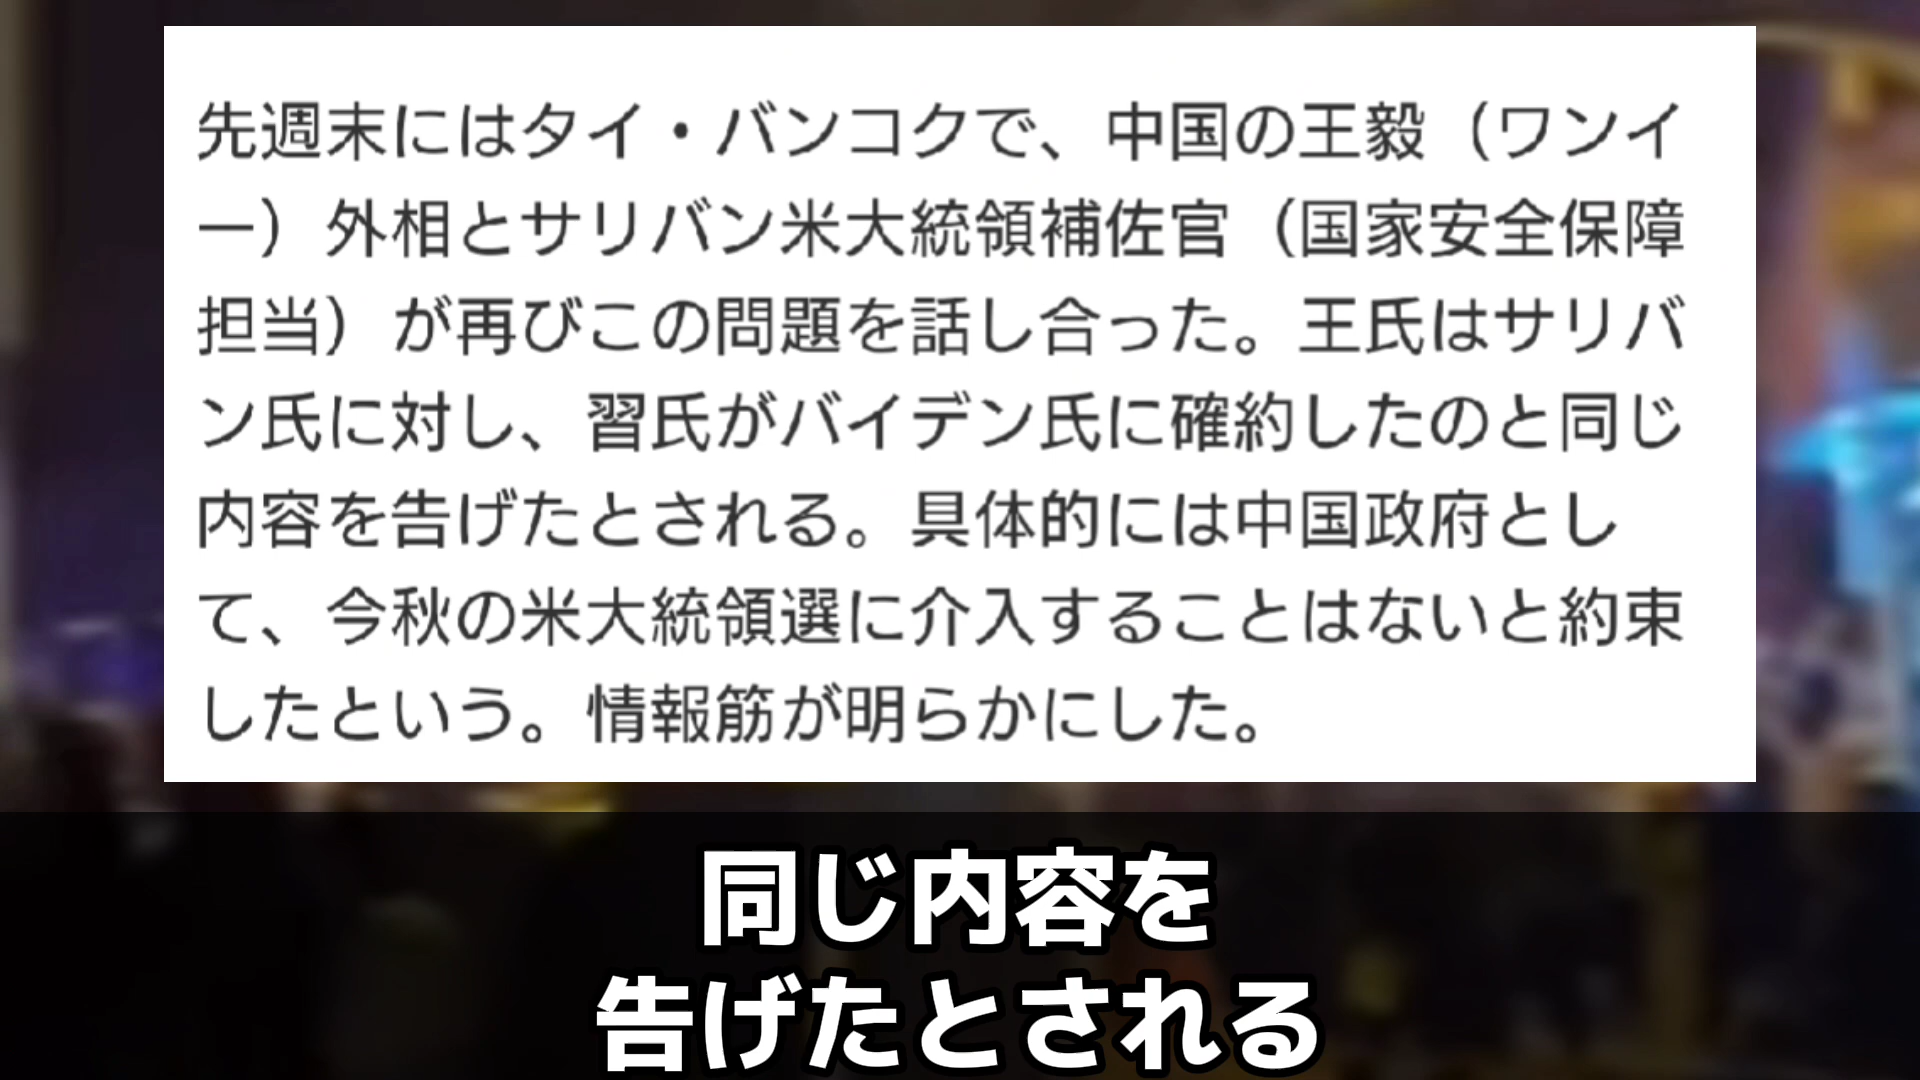 先週末にはタイ・バンコクで、中国の王毅（ワンイ
ー）外相とサリバン米大統領補佐官（国家安全保障
担当）が再びこの問題を話し合った。王氏はサリバ
ン氏に対し、習氏がバイデン氏に確約したのと同じ
内容を告げたとされる。具体的には中国政府とし
て、今秋の米大統領選に介入することはないと約束
したという。情報筋が明らかにした。
同じ内容を
告げたとされる